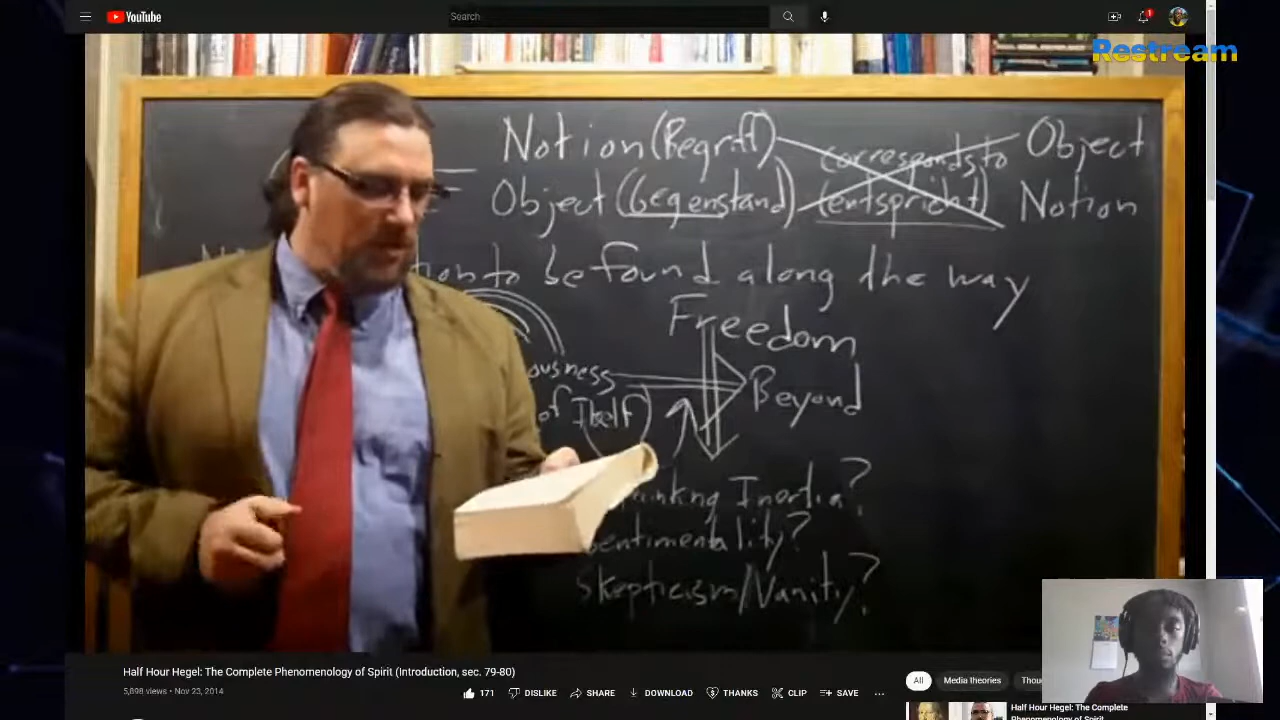 YouTube
Search
1
Restream
Notion (Begriff) corresponds to Object
= Object (Gegenstand) (entspricht) Notion
to be found along the way
Freedom
Beyond
of Itself
Inertia?
Sentimentality?
Skepticism/Vanity?
Half Hour Hegel: The Complete Phenomenology of Spirit (Introduction, sec. 79-80)
5,898 views • Nov 23, 2014
171 DISLIKE SHARE DOWNLOAD THANKS CLIP SAVE ...
All Media theories
Half Hour Hegel: The Complete
Phenomenology of Spirit